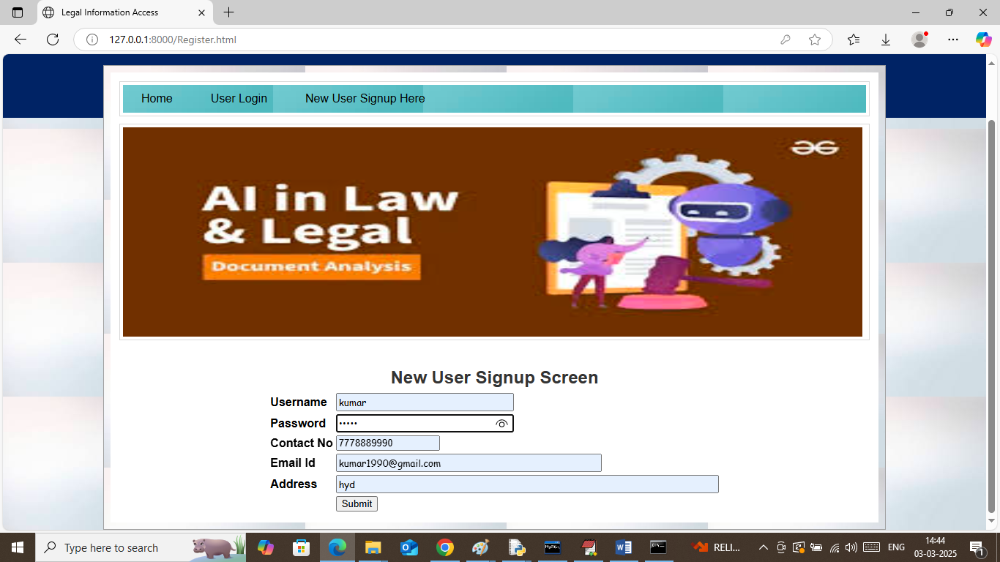 Legal Information Access
127.0.0.1:8000/Register.html
Home User Login New User Signup Here
AI in Law
& Legal
Document Analysis
New User Signup Screen
Username kumar
Password •••••
Contact No 7778889990
Email Id kumar1990@gmail.com
Address hyd
Submit
Type here to search
RELI...
ENG
14:44
03-03-2025
1